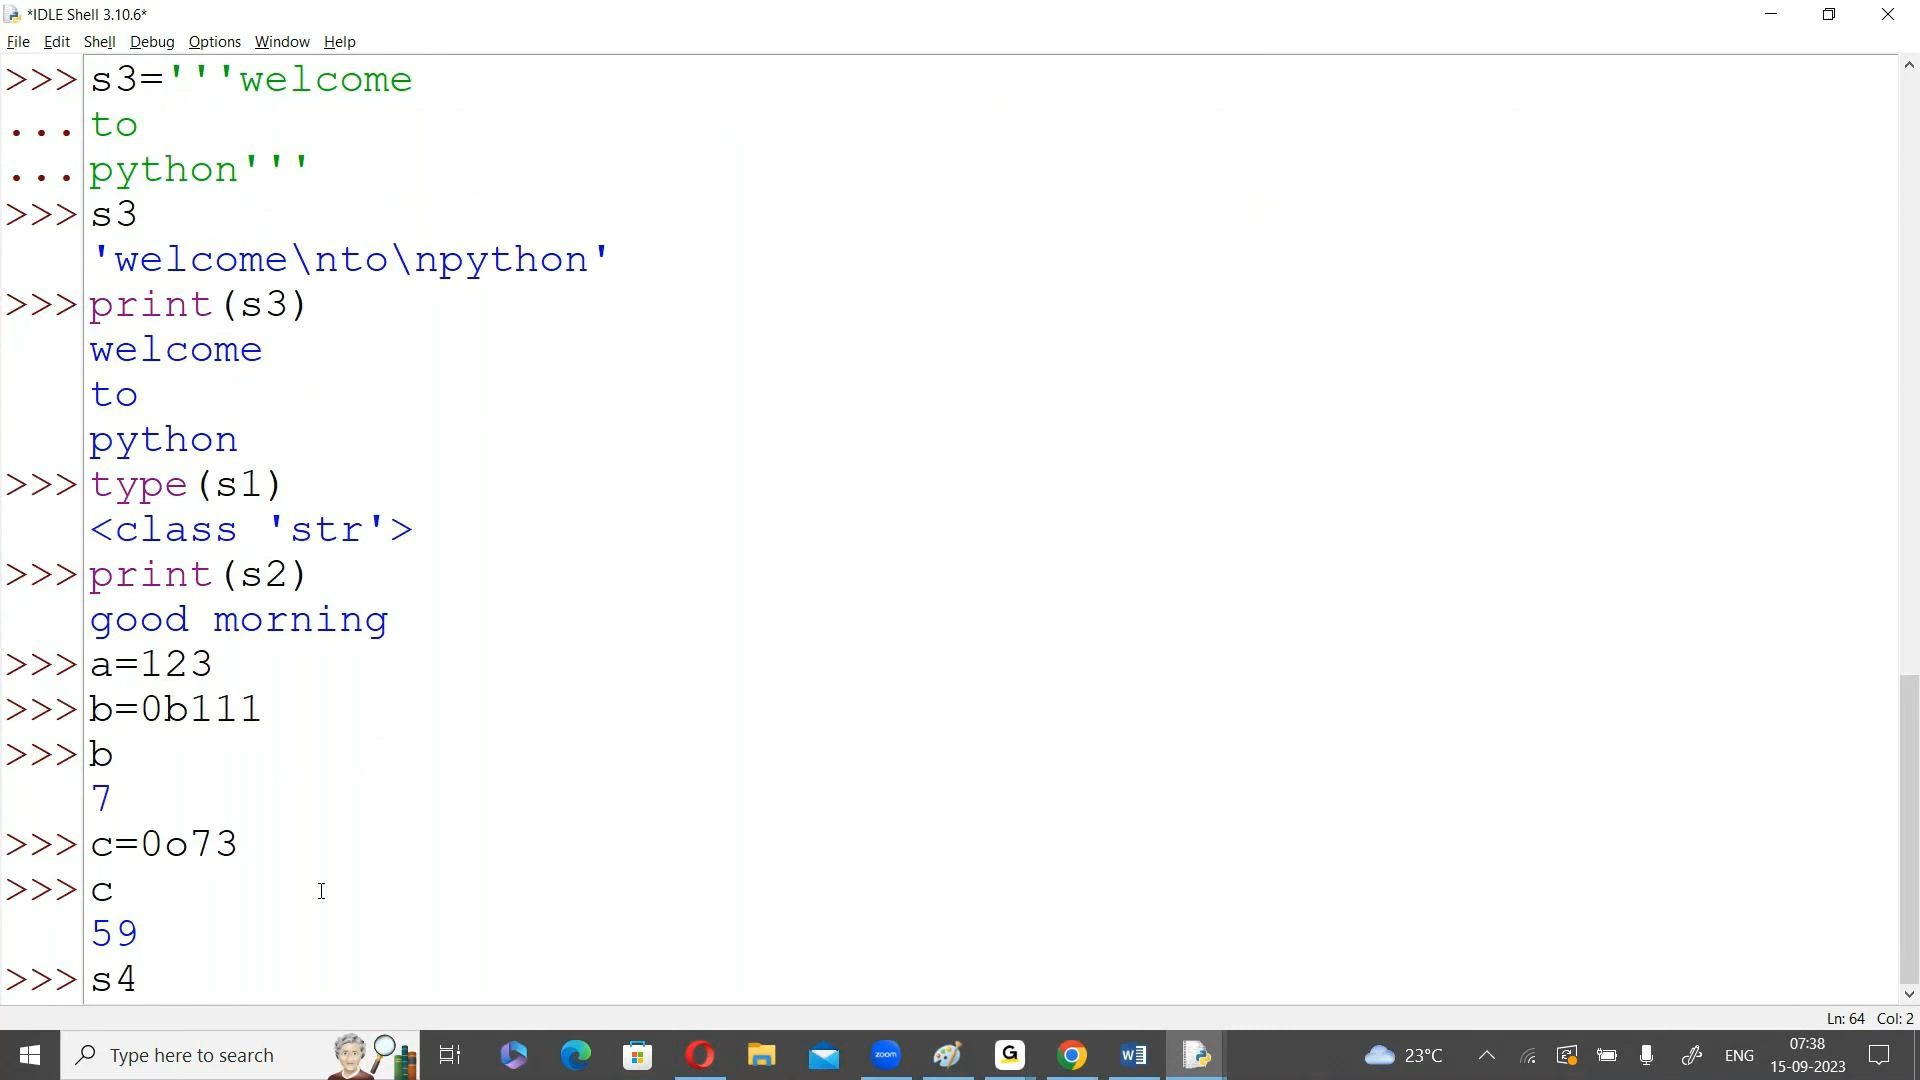 *IDLE Shell 3.10.6*
File Edit Shell Debug Options Window Help
>>> s3='''welcome
... to
... python'''
>>> s3
'welcome\nto\npython'
>>> print(s3)
welcome
to
python
>>> type(s1)
<class 'str'>
>>> print(s2)
good morning
>>> a=123
>>> b=0b111
>>> b
7
>>> c=0o73
>>> c
59
>>> s4
Ln: 64 Col: 2
Type here to search
zoom
G
W
23°C
ENG
07:38
15-09-2023